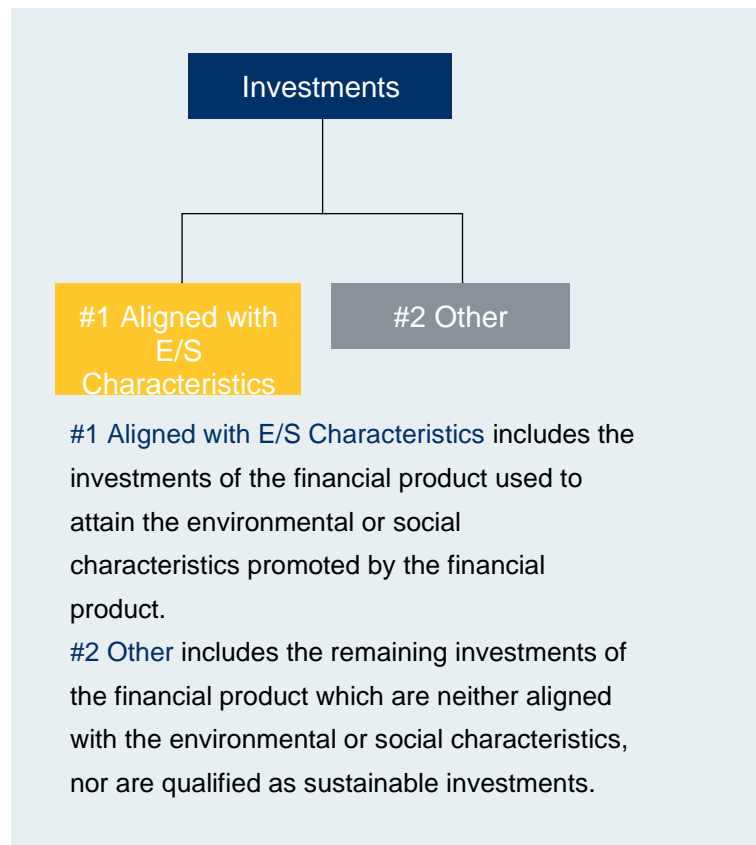 Investments
#1 Aligned with
E/S
Characteristics
#2 Other
#1 Aligned with E/S Characteristics includes the
investments of the financial product used to
attain the environmental or social
characteristics promoted by the financial
product.
#2 Other includes the remaining investments of
the financial product which are neither aligned
with the environmental or social characteristics,
nor are qualified as sustainable investments.